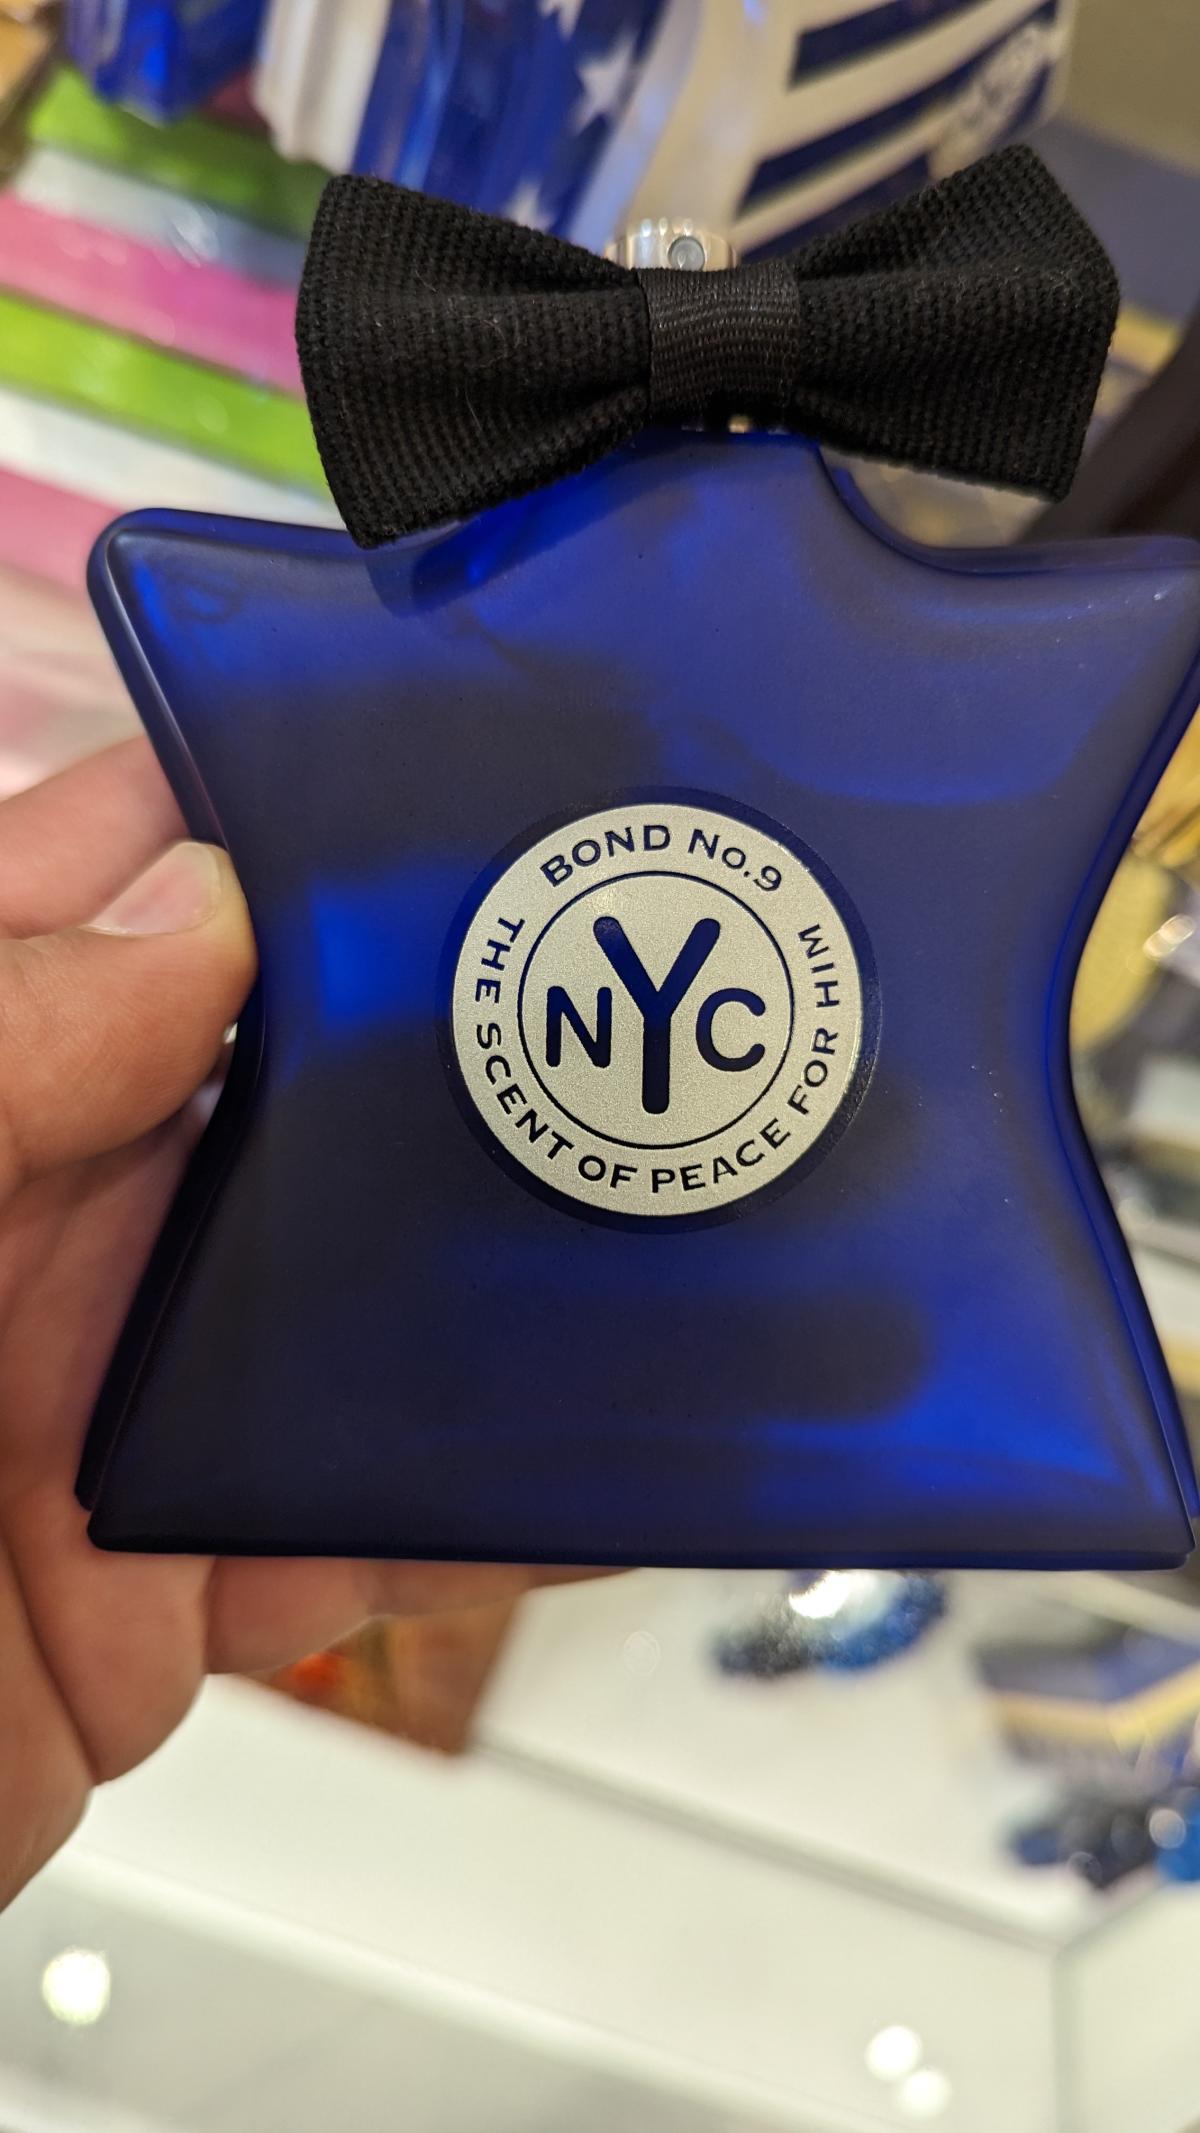 BOND No.9
THE SCENT OF PEACE FOR HIM
NYC